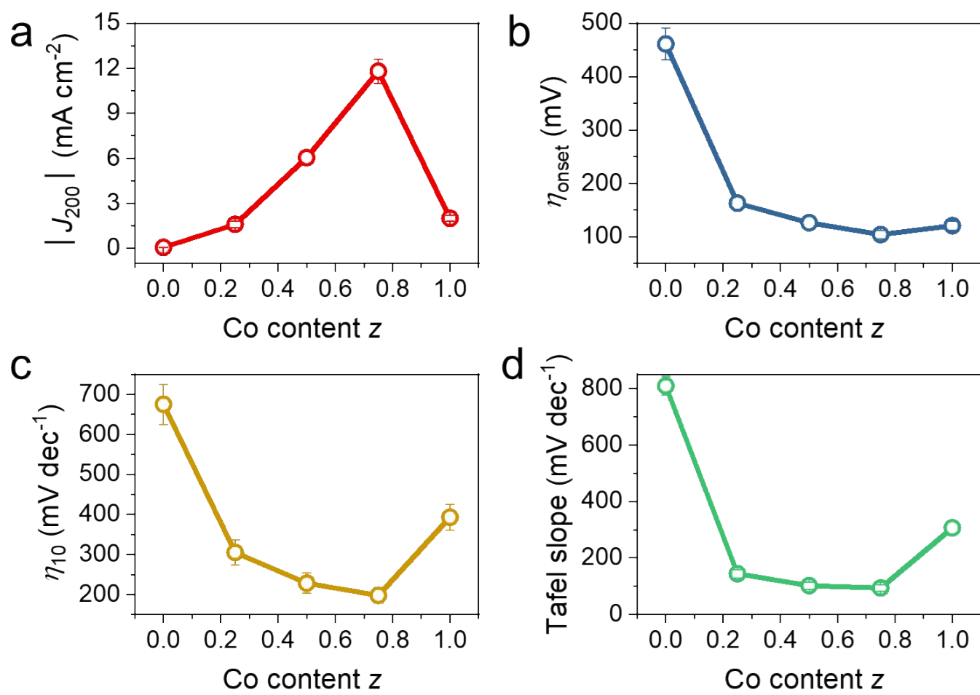 a
15
12
9
6
3
0
|J₂₀₀| (mA cm⁻²)
0.0 0.2 0.4 0.6 0.8 1.0
Co content z
b
500
400
300
200
100
ηonset (mV)
0.0 0.2 0.4 0.6 0.8 1.0
Co content z
c
700
600
500
400
300
200
η₁₀ (mV dec⁻¹)
0.0 0.2 0.4 0.6 0.8 1.0
Co content z
d
800
600
400
200
0
Tafel slope (mV dec⁻¹)
0.0 0.2 0.4 0.6 0.8 1.0
Co content z